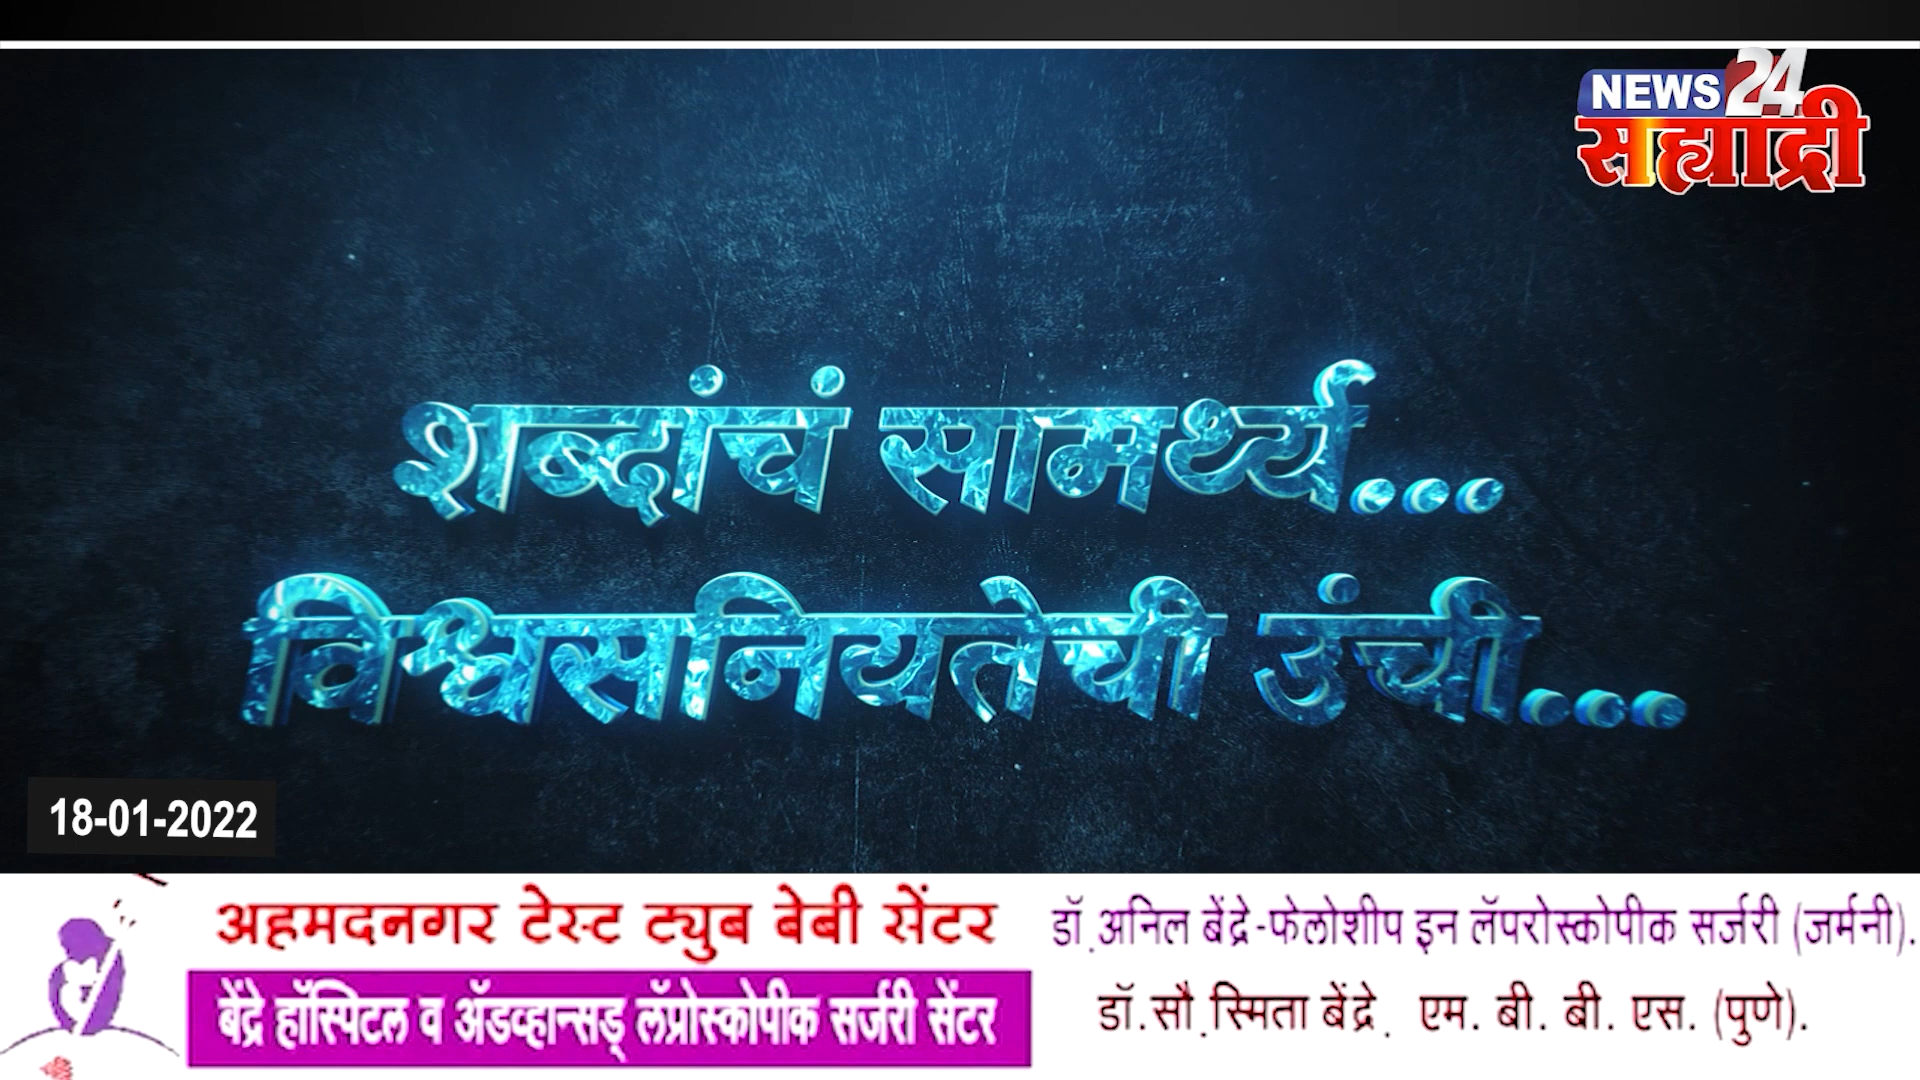 NEWS 24
सह्याद्री
शब्दांचं सामर्थ्य...
विश्वसनियतेची उंची...
18-01-2022
अहमदनगर टेस्ट ट्युब बेबी सेंटर
बेंद्रे हॉस्पिटल व ॲडव्हान्सड् लॅप्रोस्कोपीक सर्जरी सेंटर
डॉ.अनिल बेंद्रे-फेलोशीप इन लॅपरोस्कोपीक सर्जरी (जर्मनी).
डॉ.सौ.स्मिता बेंद्रे. एम. बी. बी. एस. (पुणे).